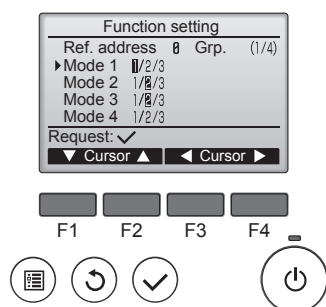 Function setting
Ref. address 0 Grp. (1/4)
Mode 1 1/2/3
Mode 2 1/2/3
Mode 3 1/2/3
Mode 4 1/2/3
Request: ✓
▼ Cursor ▲ ◀ Cursor ▶
F1 F2 F3 F4